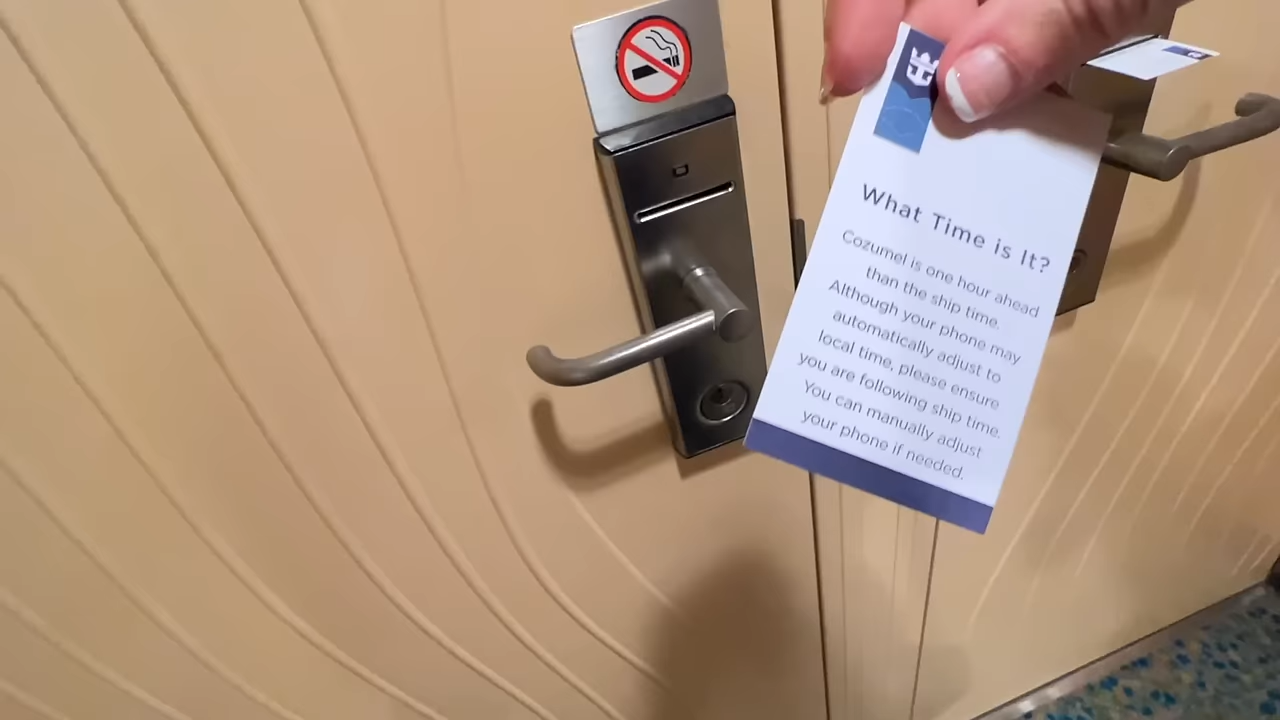 What Time is It?
Cozumel is one hour ahead
than the ship time.
Although your phone may
automatically adjust to
local time, please ensure
you are following ship time.
You can manually adjust
your phone if needed.